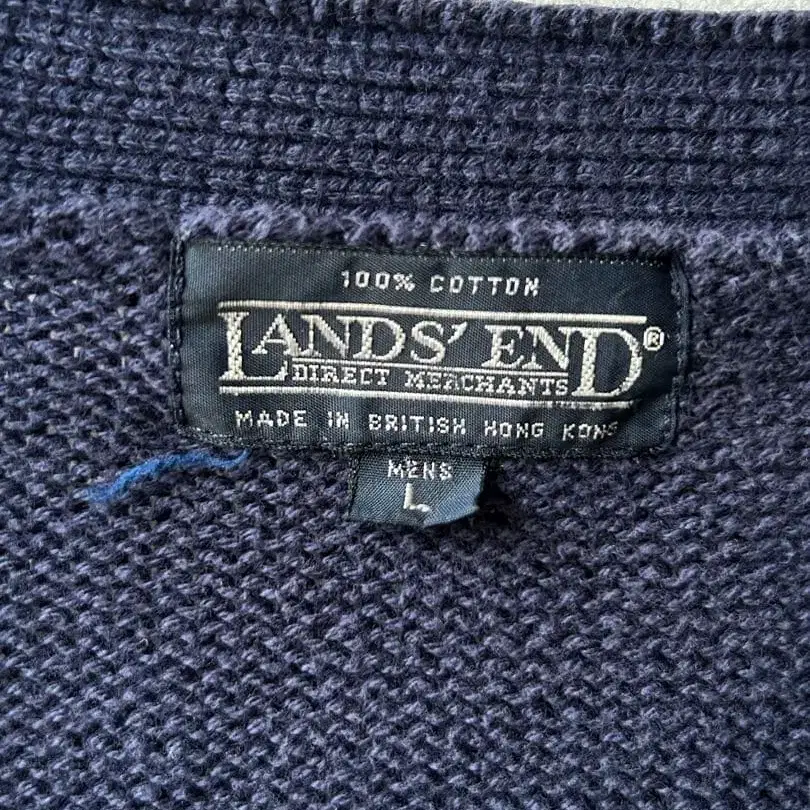 100% COTTON
LANDS' END®
DIRECT MERCHANTS
MADE IN BRITISH HONG KONG
MENS
L